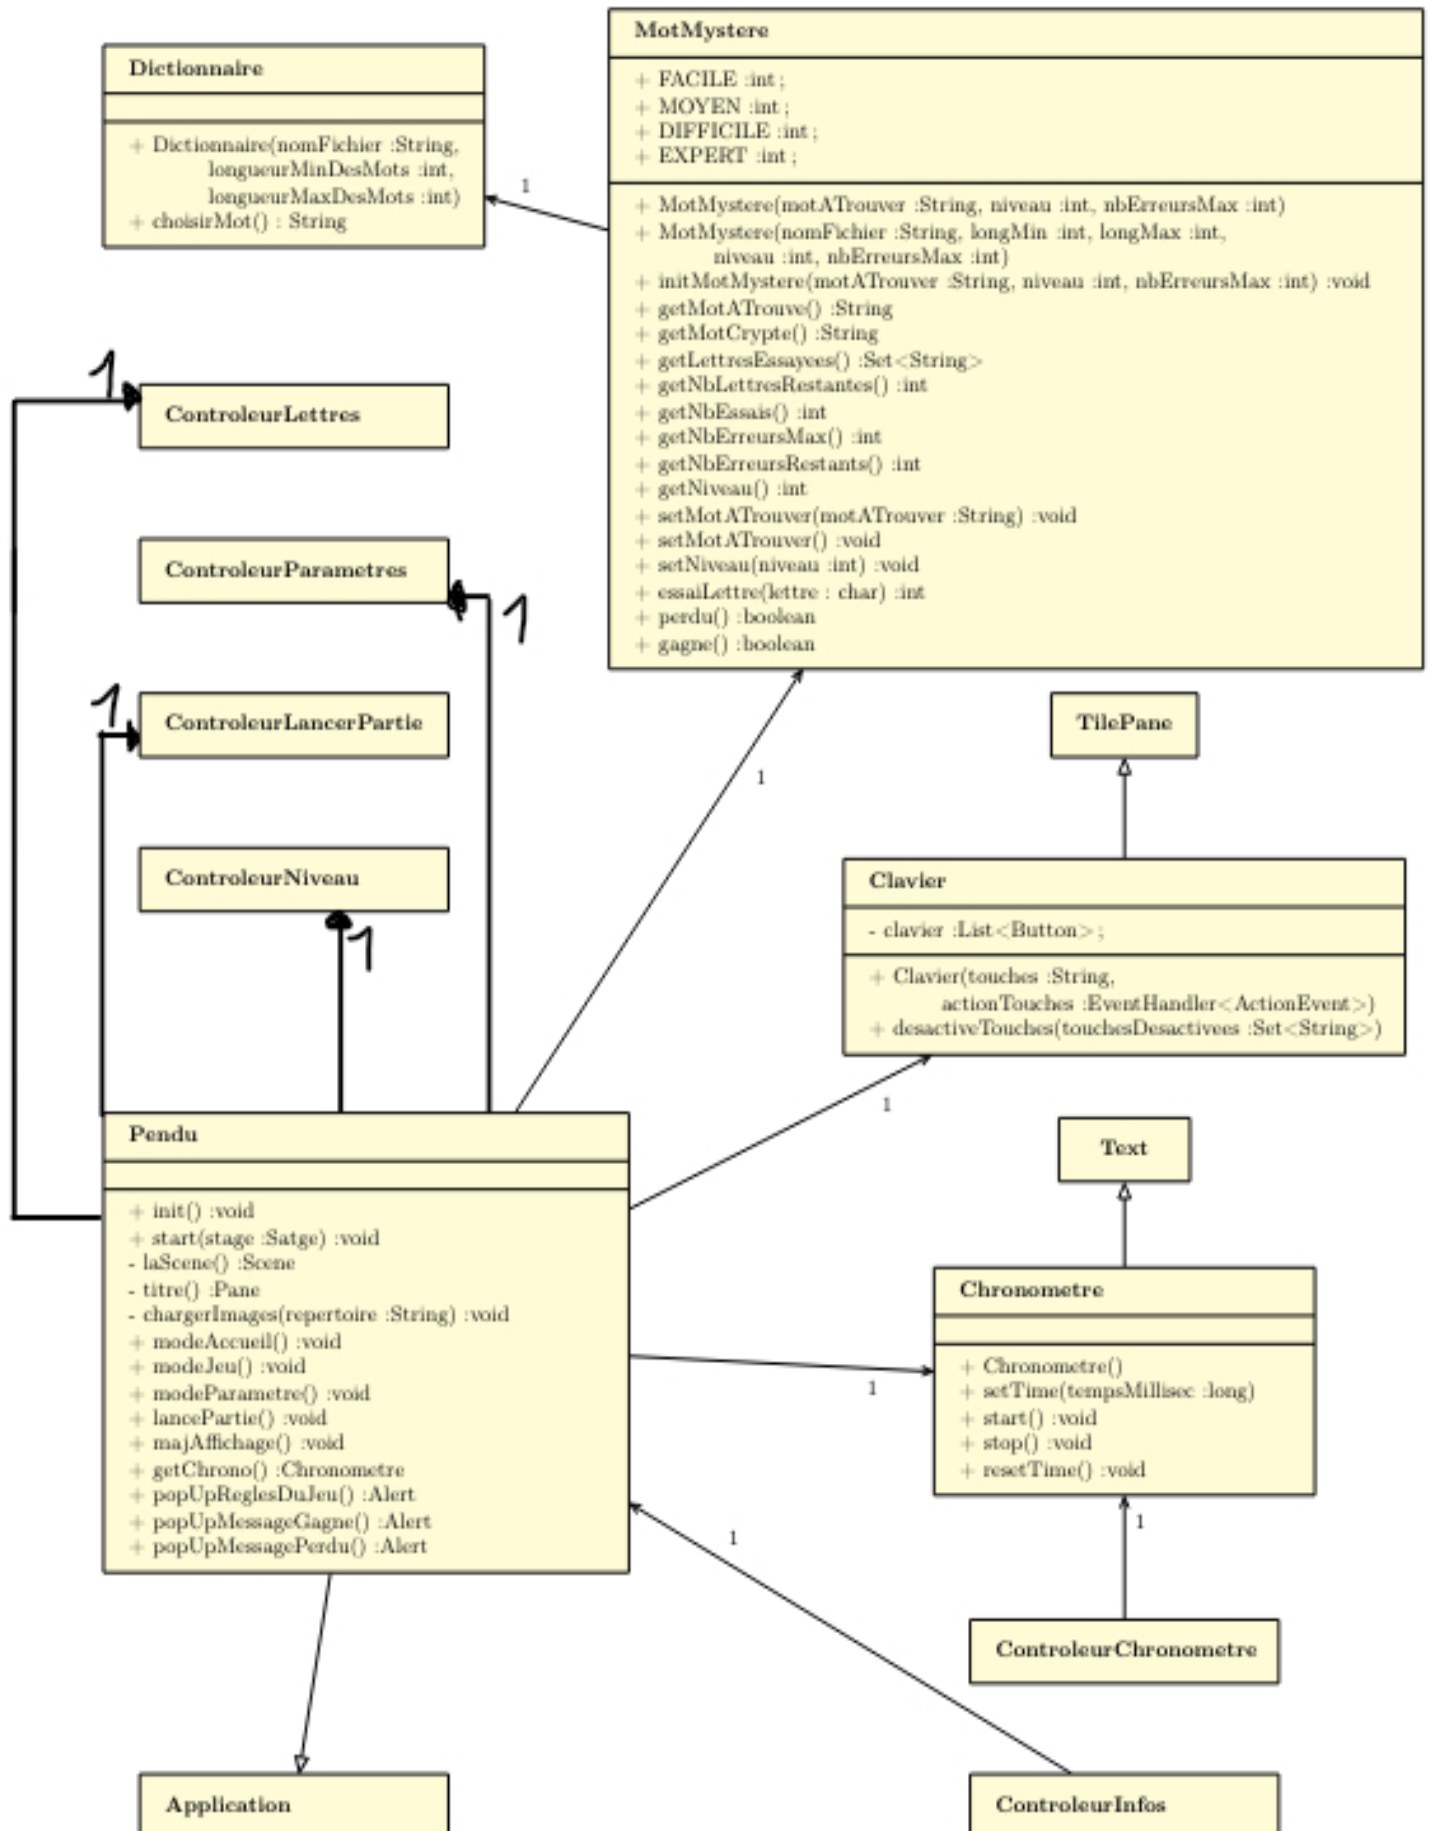 Dictionnaire
+ Dictionnaire(nomFichier :String,
longueurMinDesMots :int,
longueurMaxDesMots :int)
+ choisirMot() : String
1
MotMystere
+ FACILE :int ;
+ MOYEN :int ;
+ DIFFICILE :int ;
+ EXPERT :int ;
+ MotMystere(motATrouver :String, niveau :int, nbErreursMax :int)
+ MotMystere(nomFichier :String, longMin :int, longMax :int,
niveau :int, nbErreursMax :int)
+ initMotMystere(motATrouver :String, niveau :int, nbErreursMax :int) :void
+ getMotATrouve() :String
+ getMotCrypte() :String
+ getLettresEssayees() :Set<String>
+ getNbLettresRestantes() :int
+ getNbEssais() :int
+ getNbErreursMax() :int
+ getNbErreursRestants() :int
+ getNiveau() :int
+ setMotATrouver(motATrouver :String) :void
+ setMotATrouver() :void
+ setNiveau(niveau :int) :void
+ essaiLettre(lettre : char) :int
+ perdu() :boolean
+ gagne() :boolean
1
ControleurLettres
ControleurParametres
1
1
ControleurLancerPartie
ControleurNiveau
1
1
TilePane
Clavier
- clavier :List<Button> ;
+ Clavier(touches :String,
actionTouches :EventHandler<ActionEvent>)
+ desactiveTouches(touchesDesactivees :Set<String>)
1
Pendu
+ init() :void
+ start(stage :Satge) :void
- laScene() :Scene
- titre() :Pane
- chargerImages(repertoire :String) :void
+ modeAccueil() :void
+ modeJeu() :void
+ modeParametre() :void
+ lancePartie() :void
+ majAffichage() :void
+ getChrono() :Chronometre
+ popUpReglesDuJeu() :Alert
+ popUpMessageGagne() :Alert
+ popUpMessagePerdu() :Alert
Text
Chronometre
+ Chronometre()
+ setTime(tempsMillisec :long)
+ start() :void
+ stop() :void
+ resetTime() :void
1
1
1
ControleurChronometre
Application
ControleurInfos